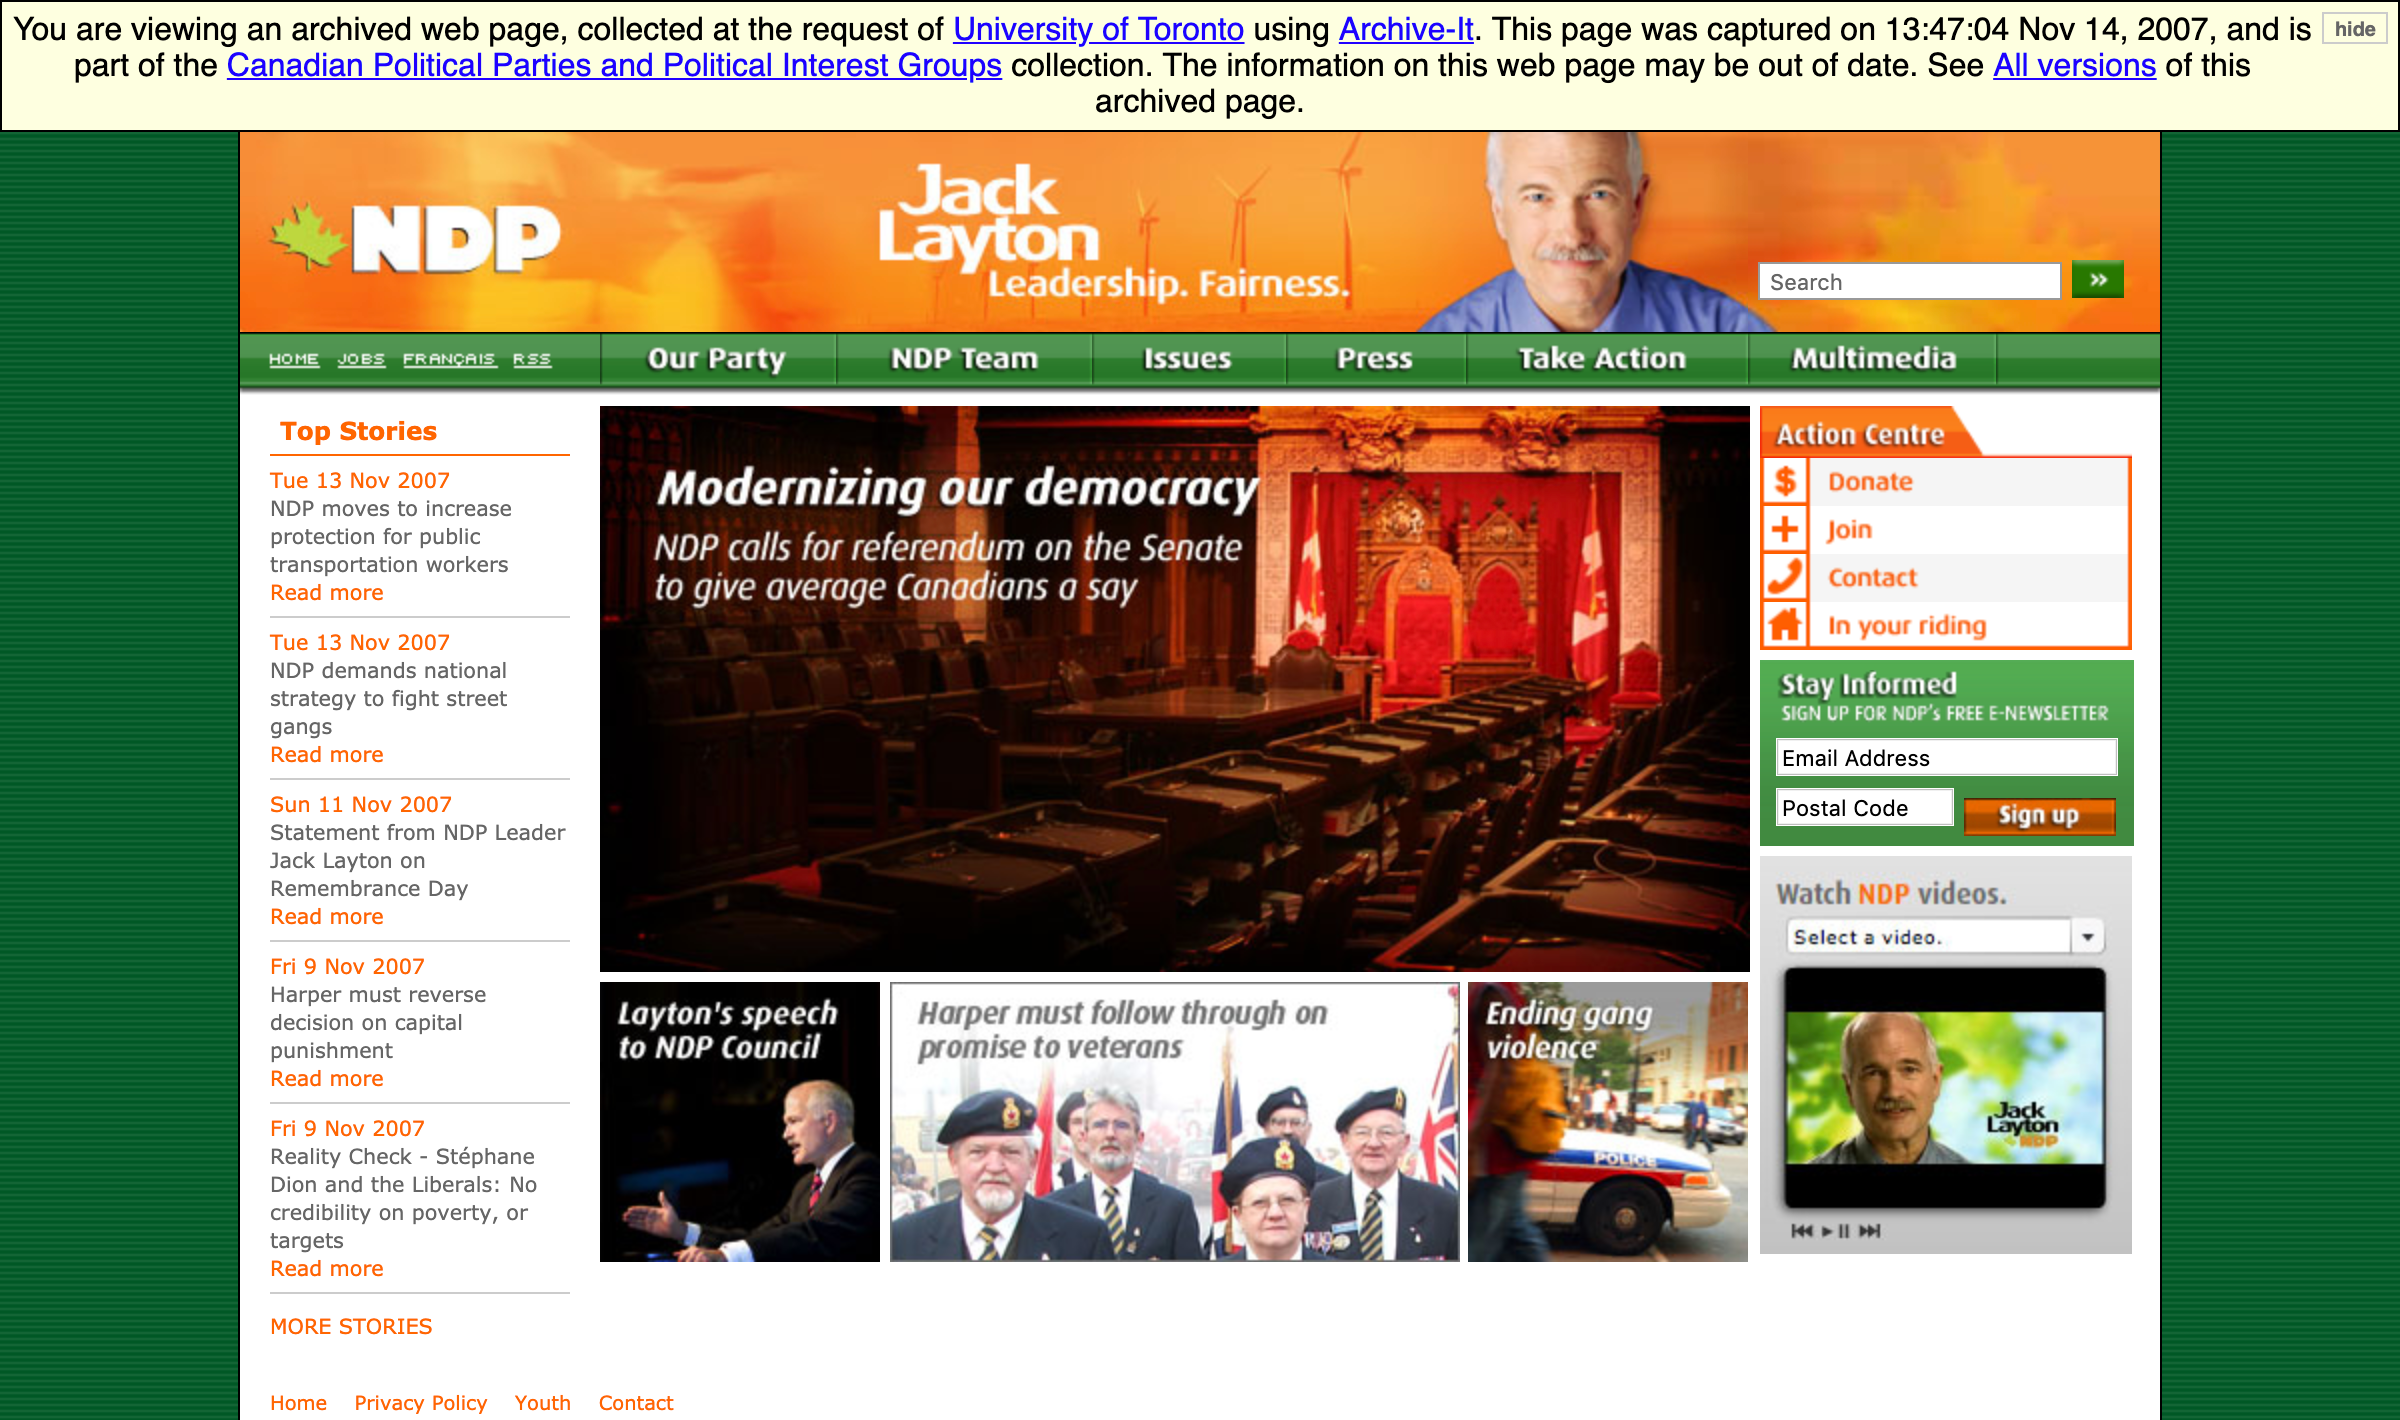 You are viewing an archived web page, collected at the request of University of Toronto using Archive-It. This page was captured on 13:47:04 Nov 14, 2007, and is
part of the Canadian Political Parties and Political Interest Groups collection. The information on this web page may be out of date. See All versions of this
archived page.
hide
NDP
Jack
Layton
Leadership. Fairness.
Search
»
HOME JOBS FRANÇAIS RSS
Our Party
NDP Team
Issues
Press
Take Action
Multimedia
Top Stories
Tue 13 Nov 2007
NDP moves to increase
protection for public
transportation workers
Read more
Tue 13 Nov 2007
NDP demands national
strategy to fight street
gangs
Read more
Sun 11 Nov 2007
Statement from NDP Leader
Jack Layton on
Remembrance Day
Read more
Fri 9 Nov 2007
Harper must reverse
decision on capital
punishment
Read more
Fri 9 Nov 2007
Reality Check - Stéphane
Dion and the Liberals: No
credibility on poverty, or
targets
Read more
MORE STORIES
Modernizing our democracy
NDP calls for referendum on the Senate
to give average Canadians a say
Layton's speech
to NDP Council
Harper must follow through on
promise to veterans
Ending gang
violence
POLICE
Action Centre
$ Donate
Join
Contact
In your riding
Stay Informed
SIGN UP FOR NDP's FREE E-NEWSLETTER
Email Address
Postal Code
Sign up
Watch NDP videos.
Select a video.
Jack
Layton
NDP
Home Privacy Policy Youth Contact